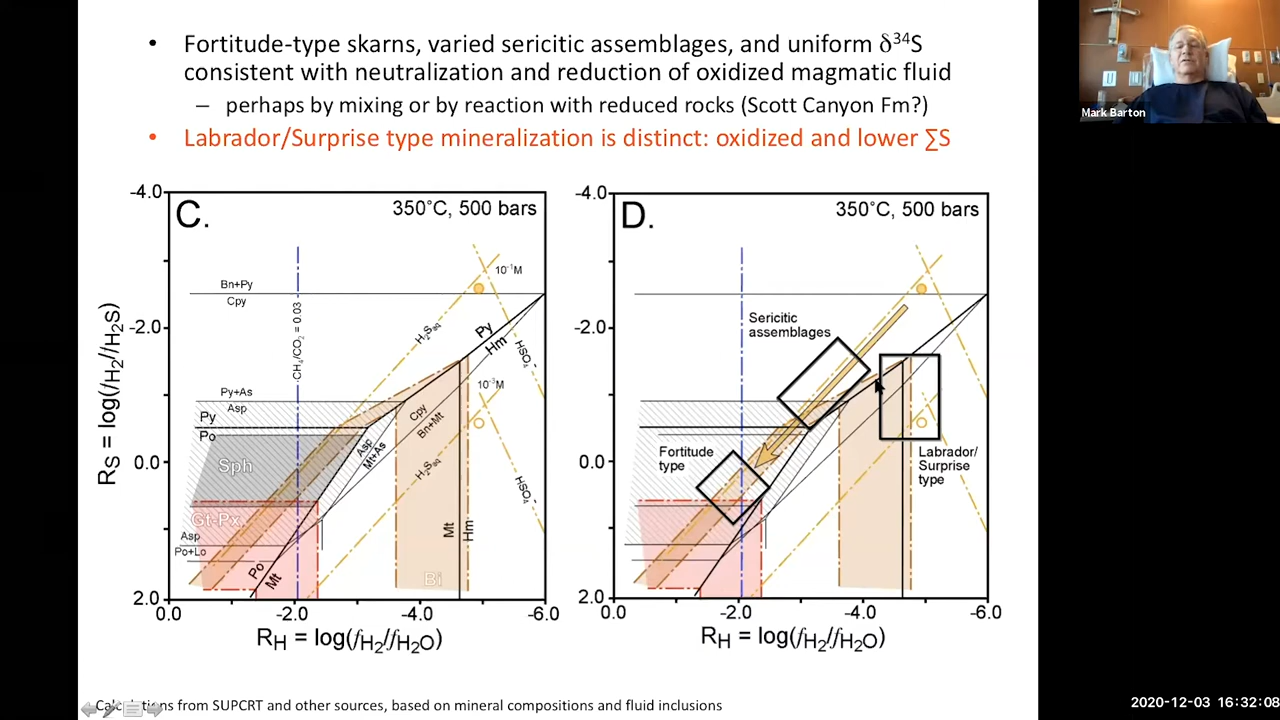 • Fortitude-type skarns, varied sericitic assemblages, and uniform δ³⁴S
consistent with neutralization and reduction of oxidized magmatic fluid
– perhaps by mixing or by reaction with reduced rocks (Scott Canyon Fm?)
• Labrador/Surprise type mineralization is distinct: oxidized and lower ∑S
Mark Barton
C.
350°C, 500 bars
-4.0
-2.0
0.0
2.0
RS = log(fH2/fH2S)
Bn+Py
Cpy
10⁻¹M
H2Saq
CH4/CO2 = 0.03
Py
Hm
HSO4-
Py+As
Asp
10⁻³M
Py
Po
Cpy
Bn+Mt
Asp
Mt+As
Sph
H2Saq
HSO4-
Gt-Px
Asp
Po+Lo
Mt
Hm
Po
Mt
Bi
0.0
-2.0
-4.0
-6.0
RH = log(fH2/fH2O)
D.
350°C, 500 bars
-4.0
-2.0
0.0
2.0
Sericitic
assemblages
Fortitude
type
Labrador/
Surprise
type
0.0
-2.0
-4.0
-6.0
RH = log(fH2/fH2O)
Calculations from SUPCRT and other sources, based on mineral compositions and fluid inclusions
2020-12-03 16:32:08